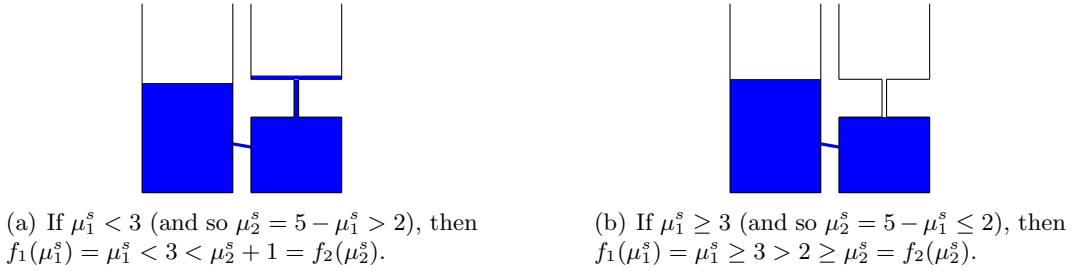 (a) If μ₁ˢ < 3 (and so μ₂ˢ = 5 − μ₁ˢ > 2), then
f₁(μ₁ˢ) = μ₁ˢ < 3 < μ₂ˢ + 1 = f₂(μ₂ˢ).
(b) If μ₁ˢ ≥ 3 (and so μ₂ˢ = 5 − μ₁ˢ ≤ 2), then
f₁(μ₁ˢ) = μ₁ˢ ≥ 3 > 2 ≥ μ₂ˢ = f₂(μ₂ˢ).